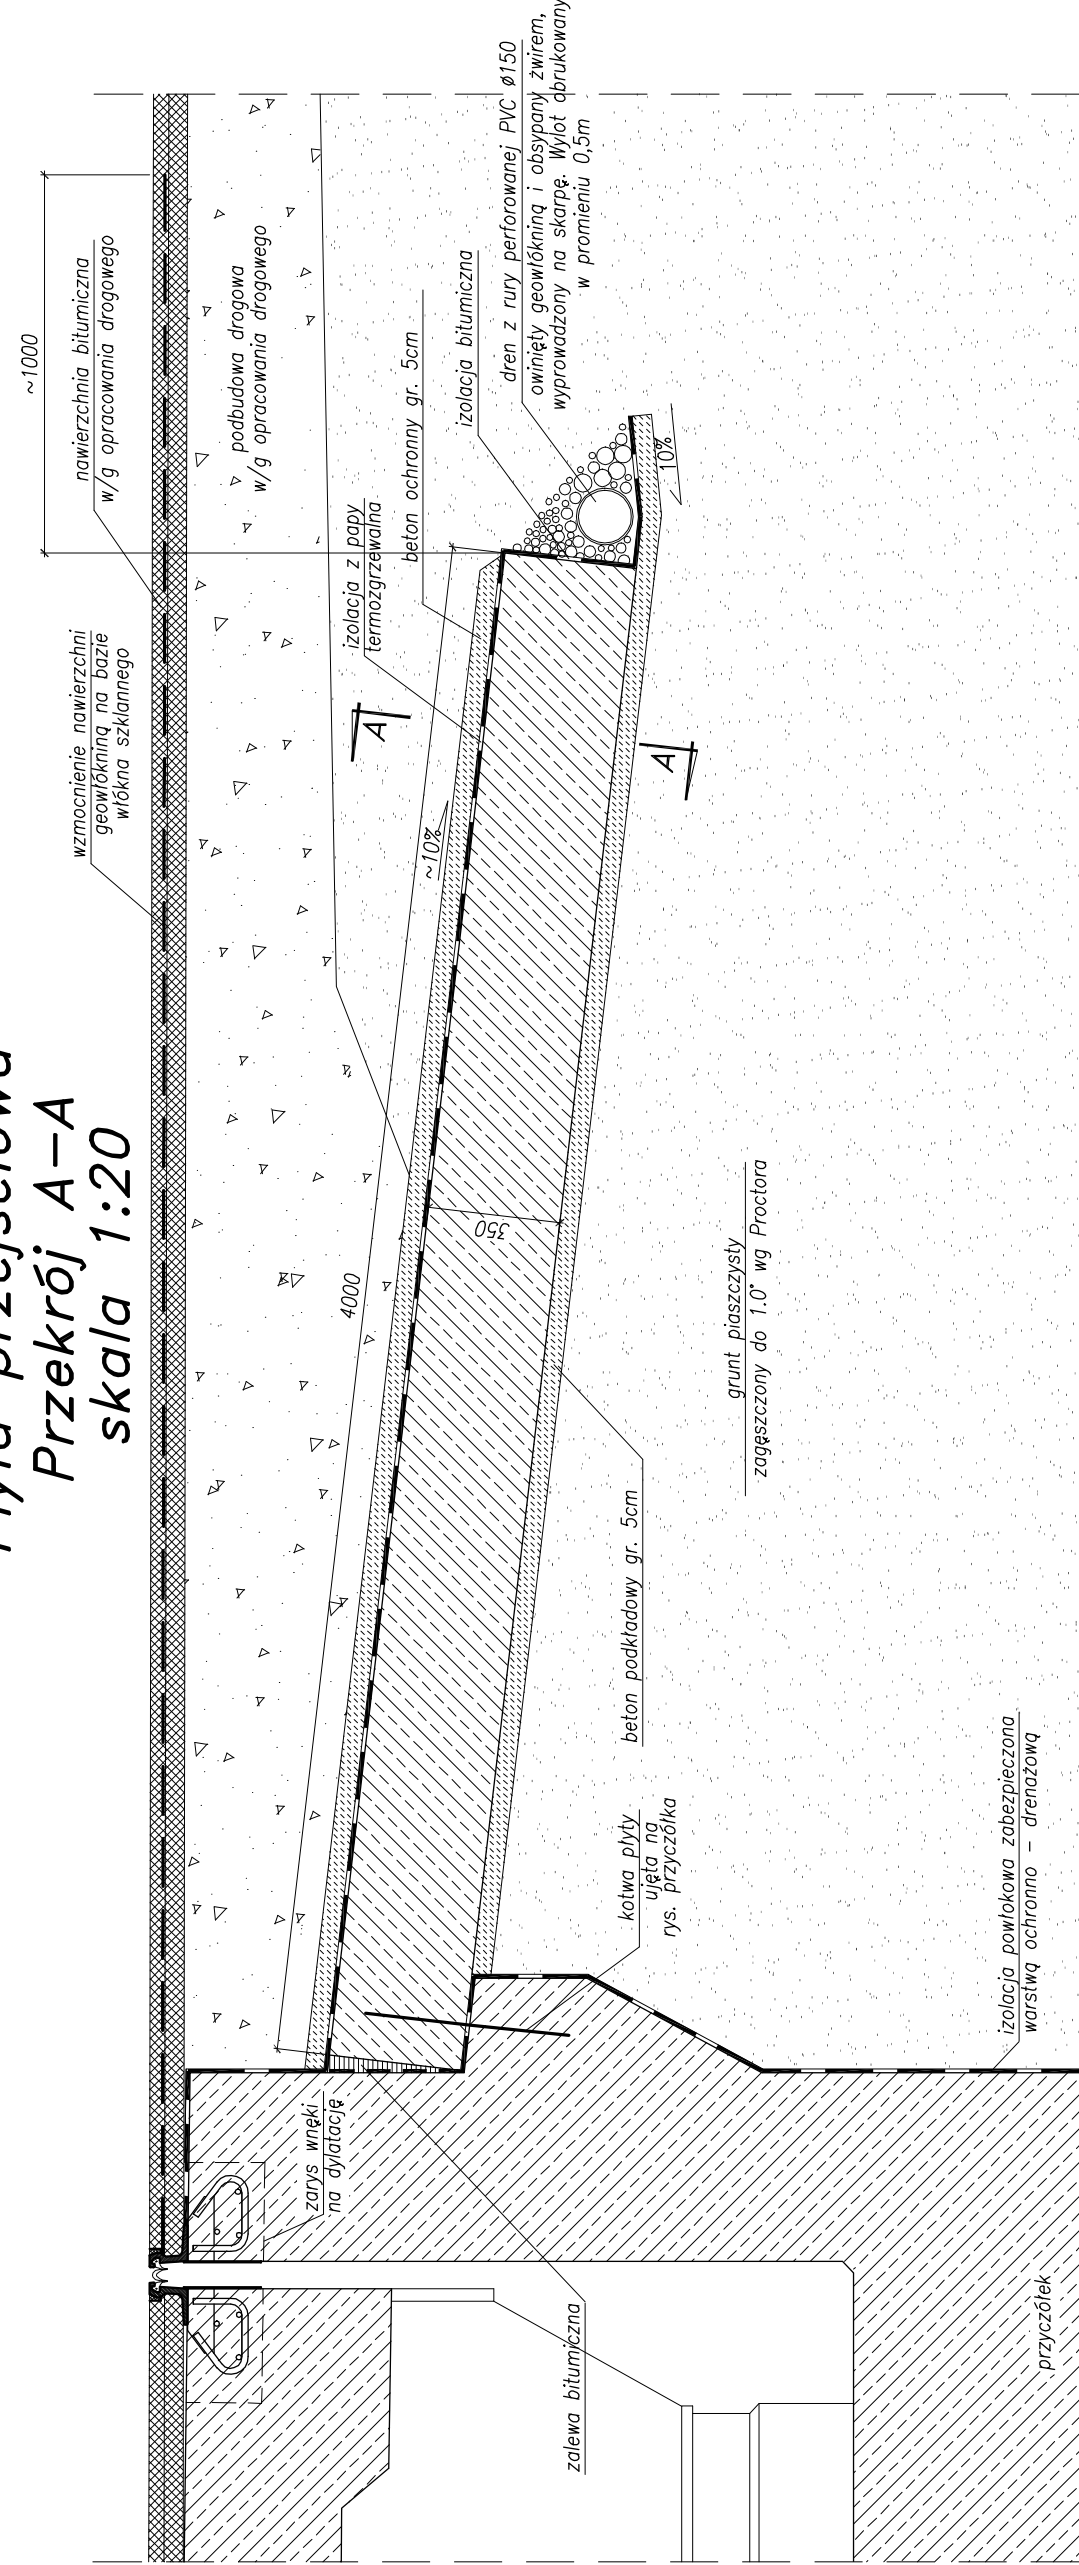 Przekrój A-A
skala 1:20
~1000
nawierzchnia bitumiczna
w/g opracowania drogowego
podbudowa drogowa
w/g opracowania drogowego
wzmocnienie nawierzchni
geowłókniną na bazie
włókna szklannego
izolacja z papy
termozgrzewalna
beton ochronny gr. 5cm
izolacja bitumiczna
dren z rury perforowanej PVC ø150
owinięty geowłókniną i obsypany żwirem,
wyprowadzony na skarpę. Wylot obrukowany
w promieniu 0,5m
10%
A
A
~10%
4000
350
grunt piaszczysty
zagęszczony do 1.0° wg Proctora
beton podkładowy gr. 5cm
kotwa płyty
ujęta na
rys. przyczółka
izolacja powłokowa zabezpieczona
warstwą ochronno - drenażową
zarys wnęki
na dylatację
zalewa bitumiczna
przyczółek